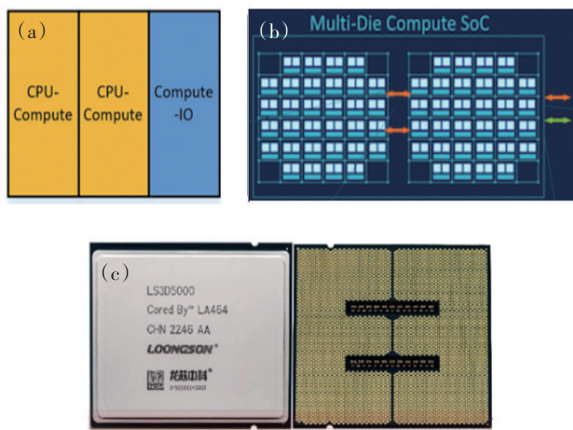 (a)
CPU-
Compute
CPU-
Compute
Compute
-IO
(b)
Multi-Die Compute SoC
(c)
LS3D5000
Cored By™ LA464
CHN 2246 AA
LOONGSON®
龙芯中科®